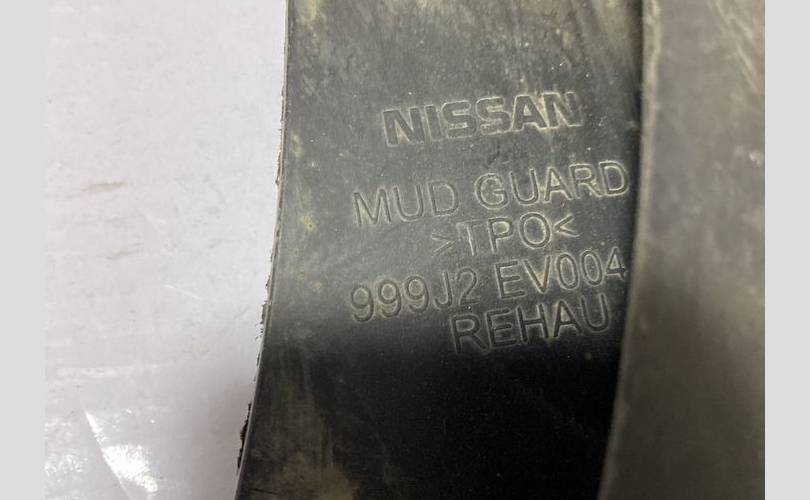 NISSAN
MUD GUARD
>TPO<
999J2 EV004
REHAU